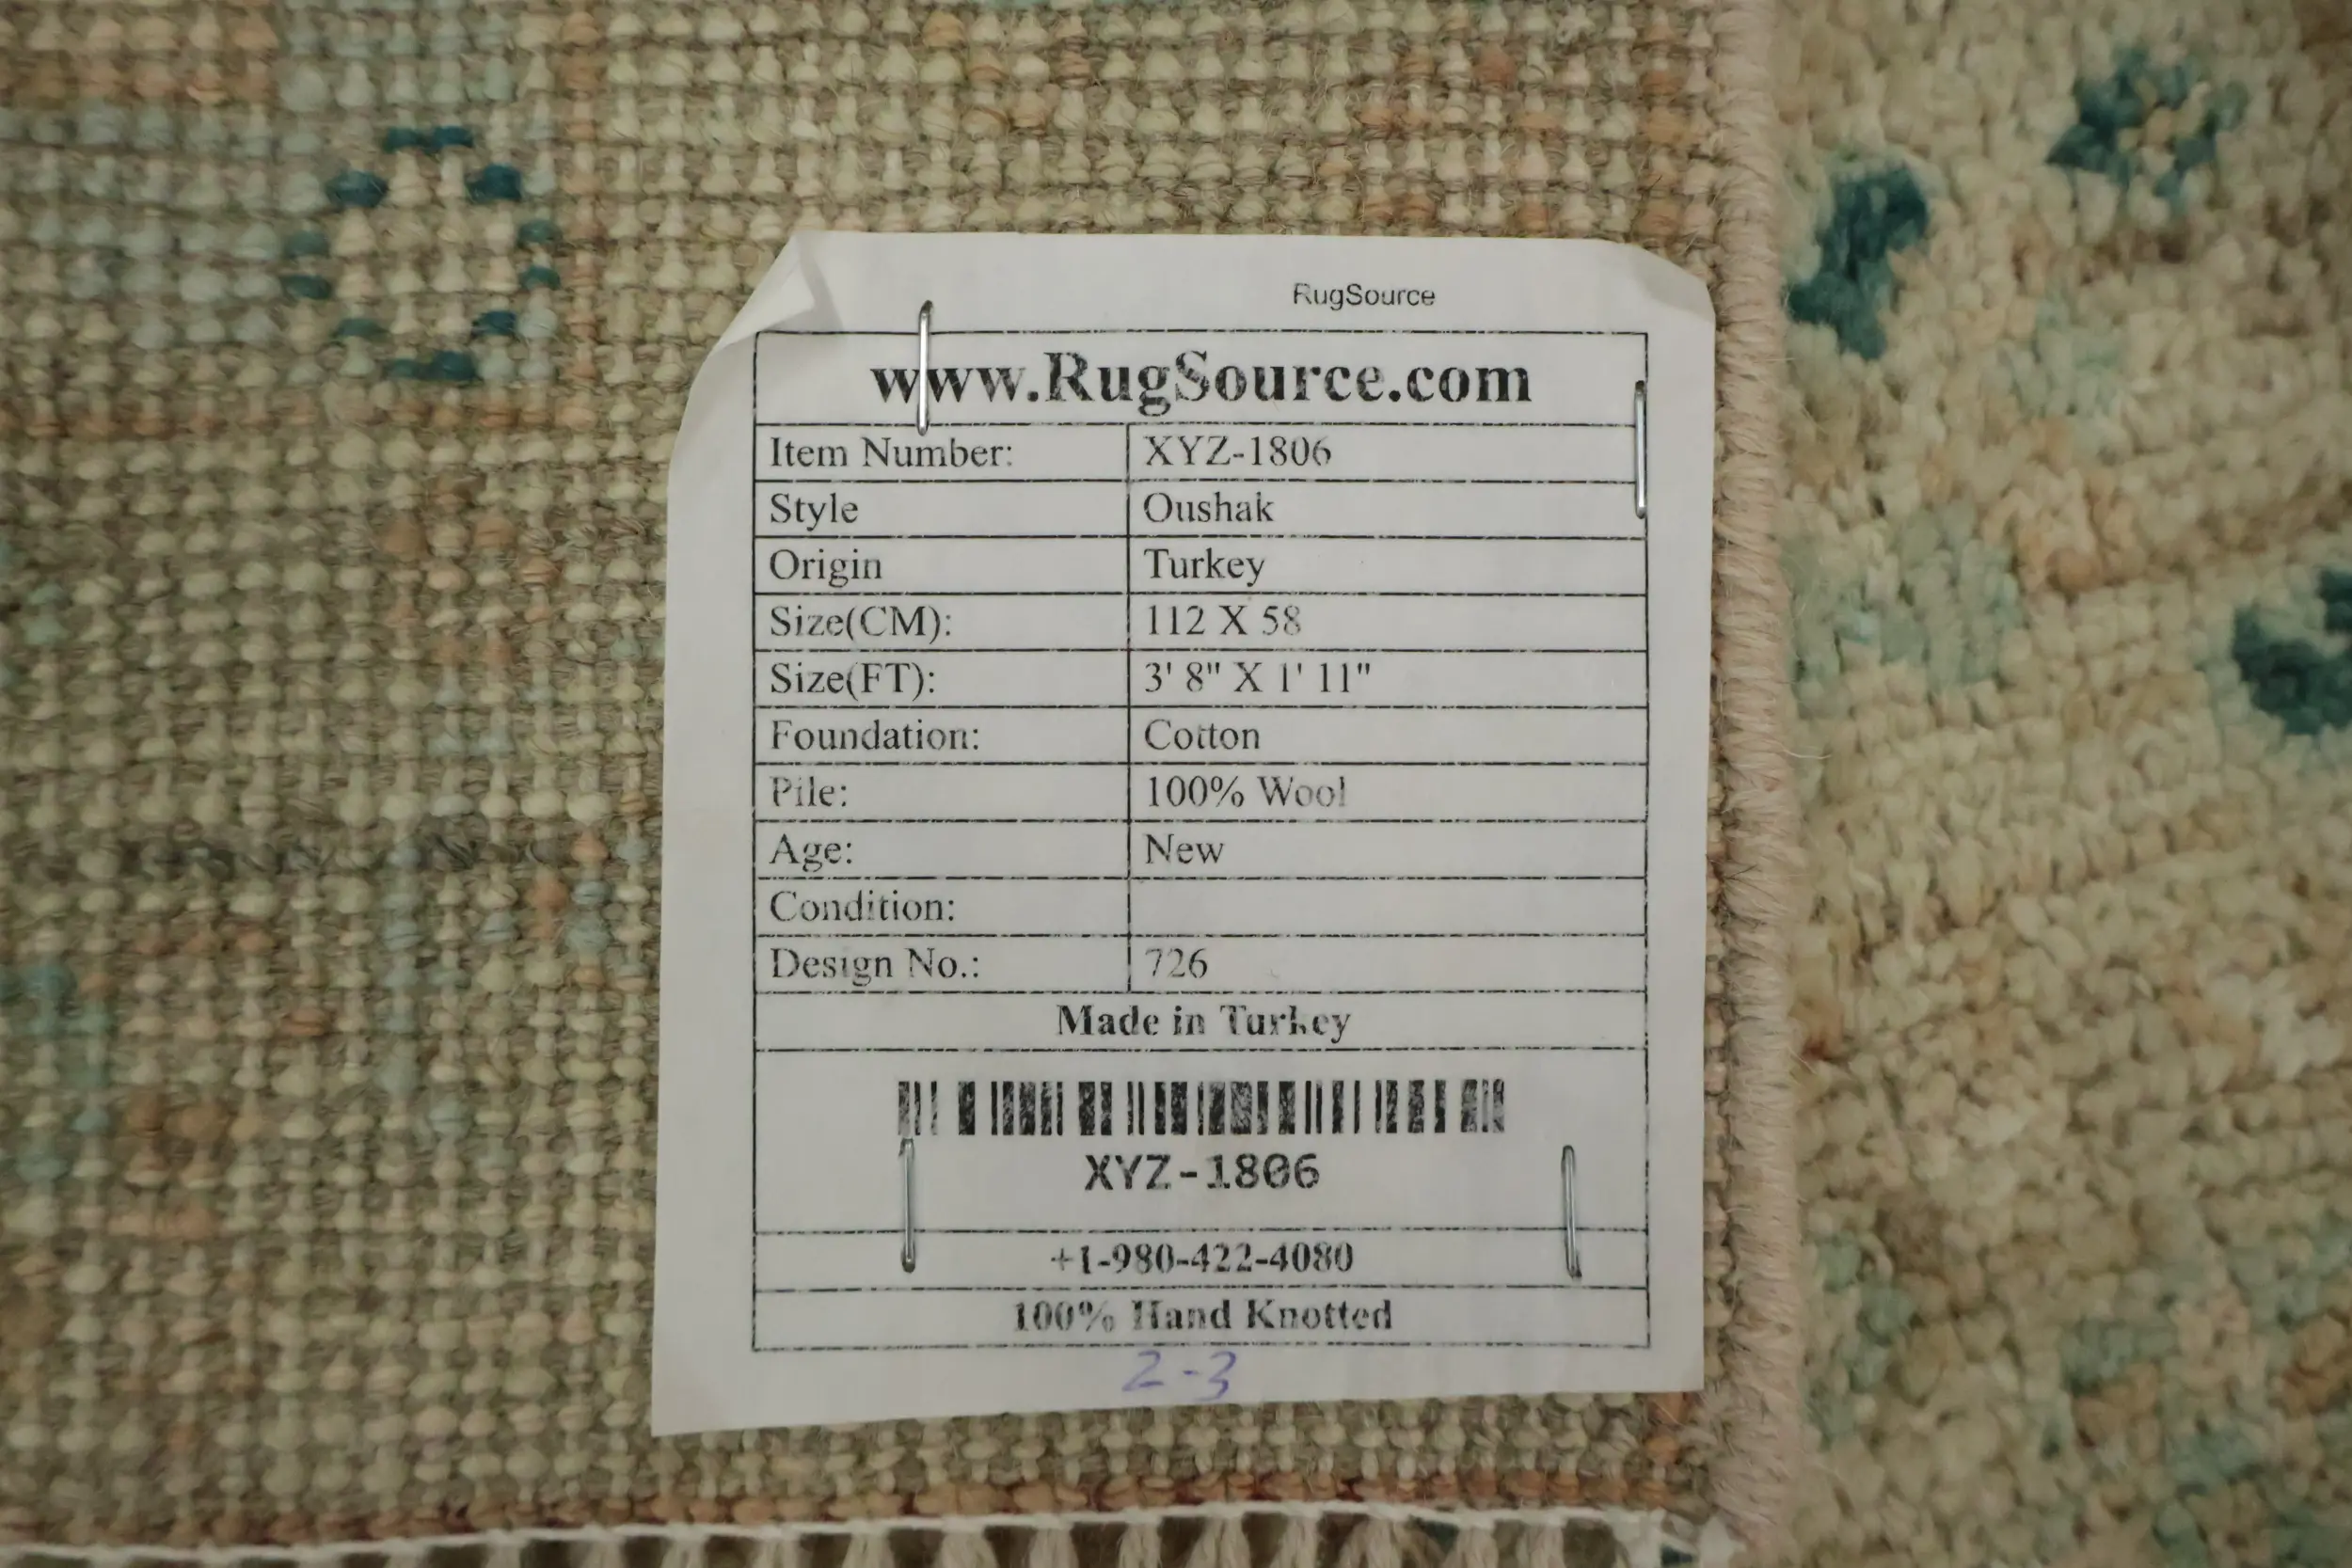 RugSource
www.RugSource.com
Item Number: XYZ-1806
Style Oushak
Origin Turkey
Size(CM): 112 X 58
Size(FT): 3' 8" X 1' 11"
Foundation: Cotton
Pile: 100% Wool
Age: New
Condition:
Design No.: 726
Made in Turkey
XYZ-1806
+1-980-422-4080
100% Hand Knotted
2-3